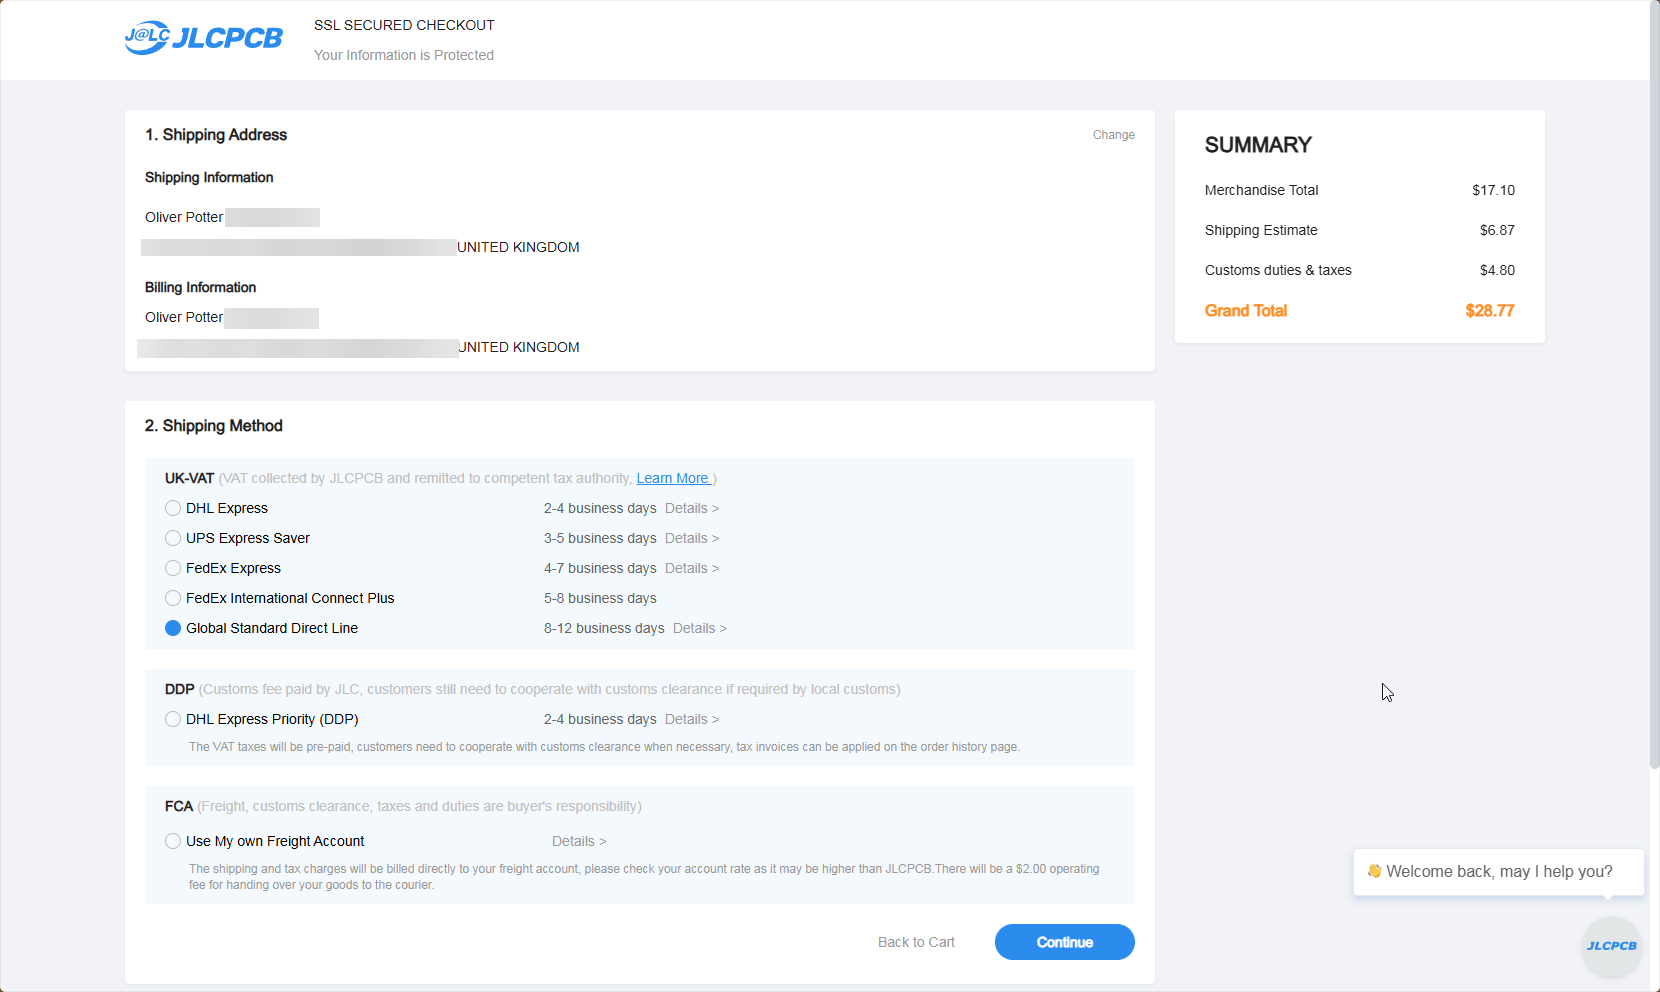 J@LC JLCPCB
SSL SECURED CHECKOUT
Your Information is Protected
1. Shipping Address
Change
Shipping Information
Oliver Potter
UNITED KINGDOM
Billing Information
Oliver Potter
UNITED KINGDOM
SUMMARY
Merchandise Total $17.10
Shipping Estimate $6.87
Customs duties & taxes $4.80
Grand Total $28.77
2. Shipping Method
UK-VAT (VAT collected by JLCPCB and remitted to competent tax authority, Learn More )
DHL Express 2-4 business days Details >
UPS Express Saver 3-5 business days Details >
FedEx Express 4-7 business days Details >
FedEx International Connect Plus 5-8 business days
Global Standard Direct Line 8-12 business days Details >
DDP (Customs fee paid by JLC, customers still need to cooperate with customs clearance if required by local customs)
DHL Express Priority (DDP) 2-4 business days Details >
The VAT taxes will be pre-paid, customers need to cooperate with customs clearance when necessary, tax invoices can be applied on the order history page.
FCA (Freight, customs clearance, taxes and duties are buyer's responsibility)
Use My own Freight Account Details >
The shipping and tax charges will be billed directly to your freight account, please check your account rate as it may be higher than JLCPCB.There will be a $2.00 operating
fee for handing over your goods to the courier.
Back to Cart
Continue
👋 Welcome back, may I help you?
JLCPCB